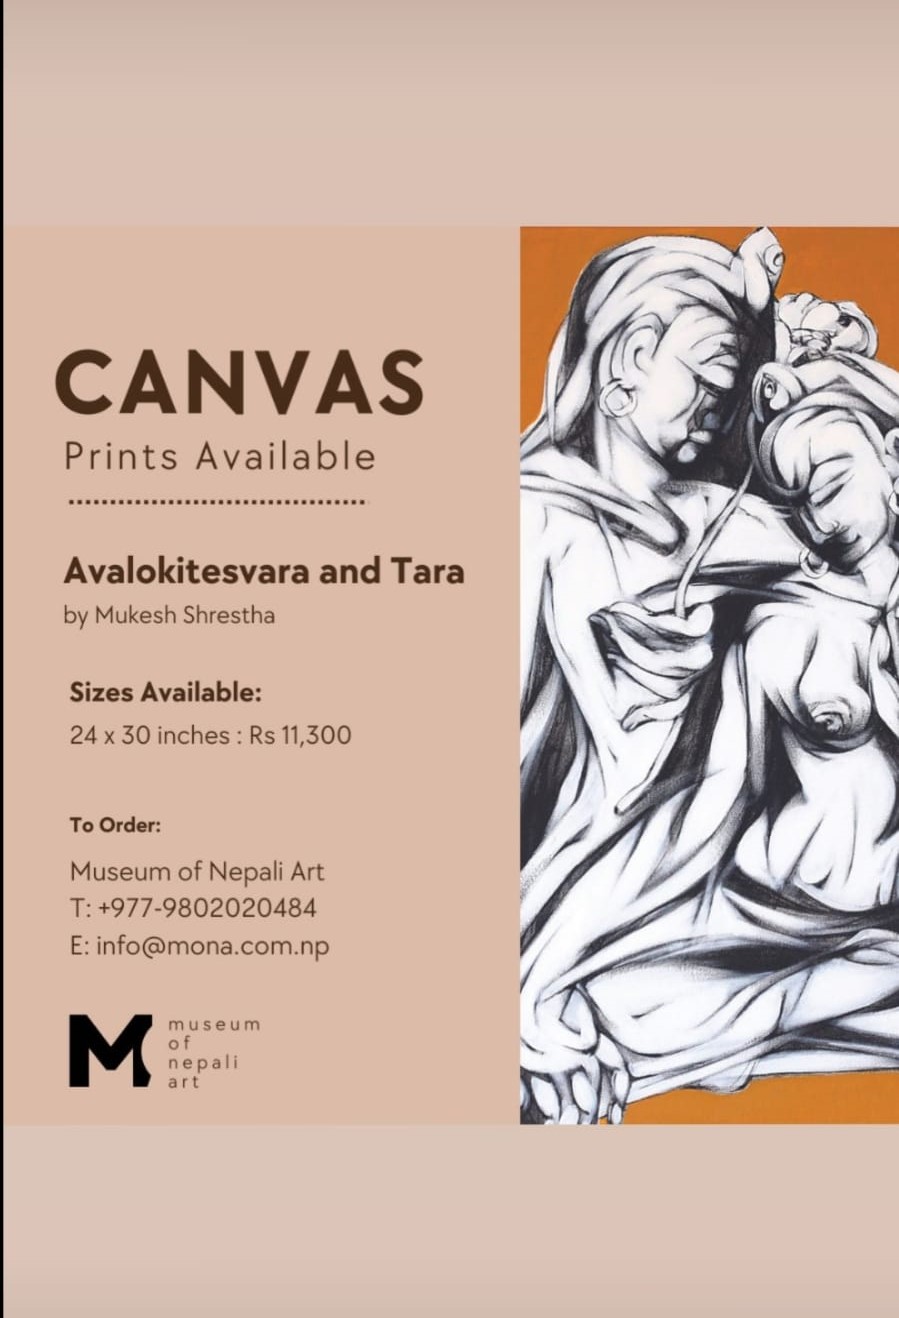 CANVAS
Prints Available
Avalokitesvara and Tara
by Mukesh Shrestha
Sizes Available:
24 x 30 inches : Rs 11,300
To Order:
Museum of Nepali Art
T: +977-9802020484
E: info@mona.com.np
M
museum
of
nepali
art